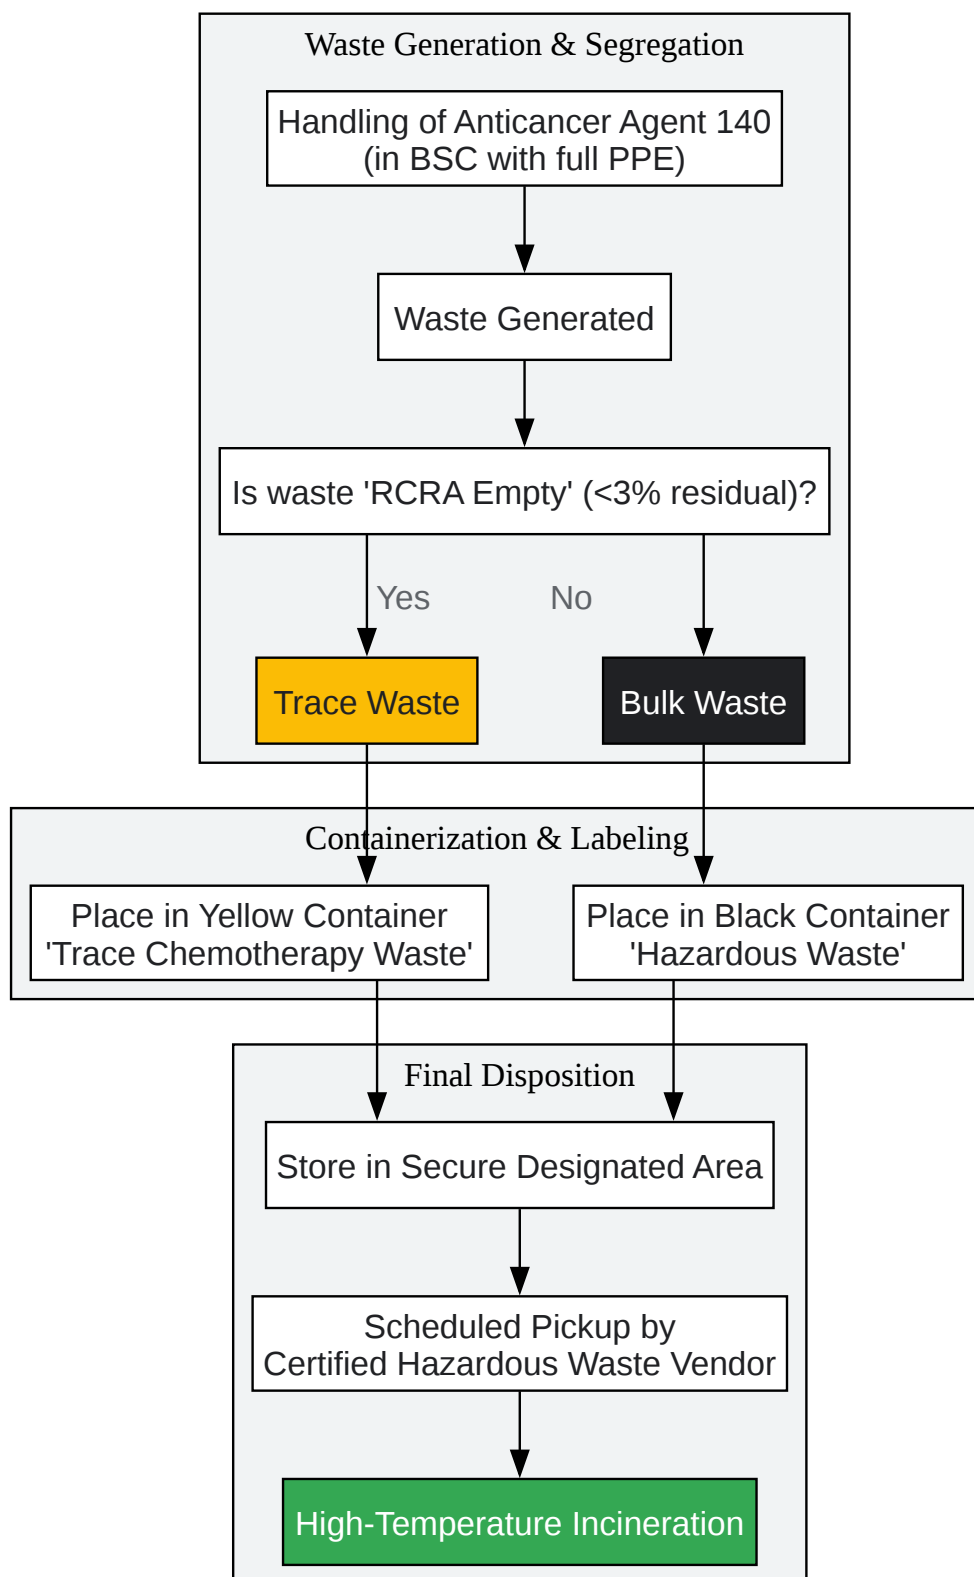 Waste Generation & Segregation
Handling of Anticancer Agent 140
(in BSC with full PPE)
Waste Generated
Is waste 'RCRA Empty' (<3% residual)?
Yes
No
Trace Waste
Bulk Waste
Containerization & Labeling
Place in Yellow Container
'Trace Chemotherapy Waste'
Place in Black Container
'Hazardous Waste'
Final Disposition
Store in Secure Designated Area
Scheduled Pickup by
Certified Hazardous Waste Vendor
High-Temperature Incineration